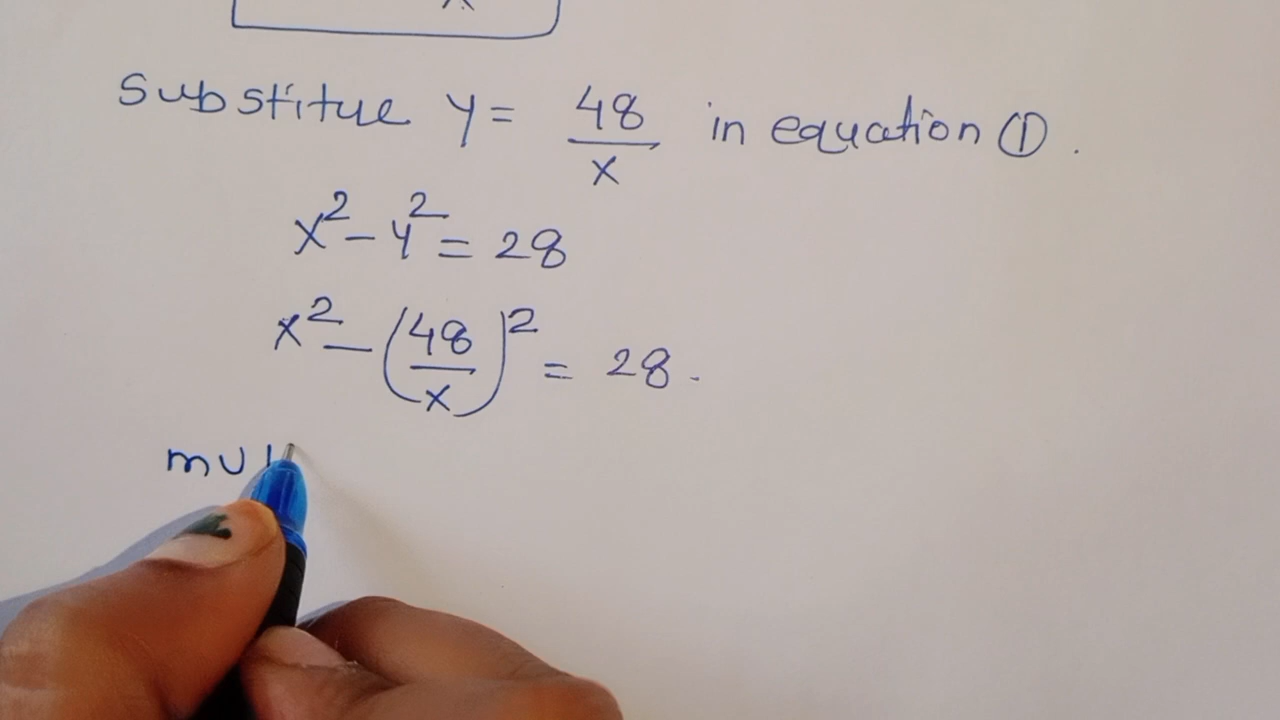 x
Substitue y = 48/x in equation ①.
x² - y² = 28
x² - (48/x)² = 28.
mul